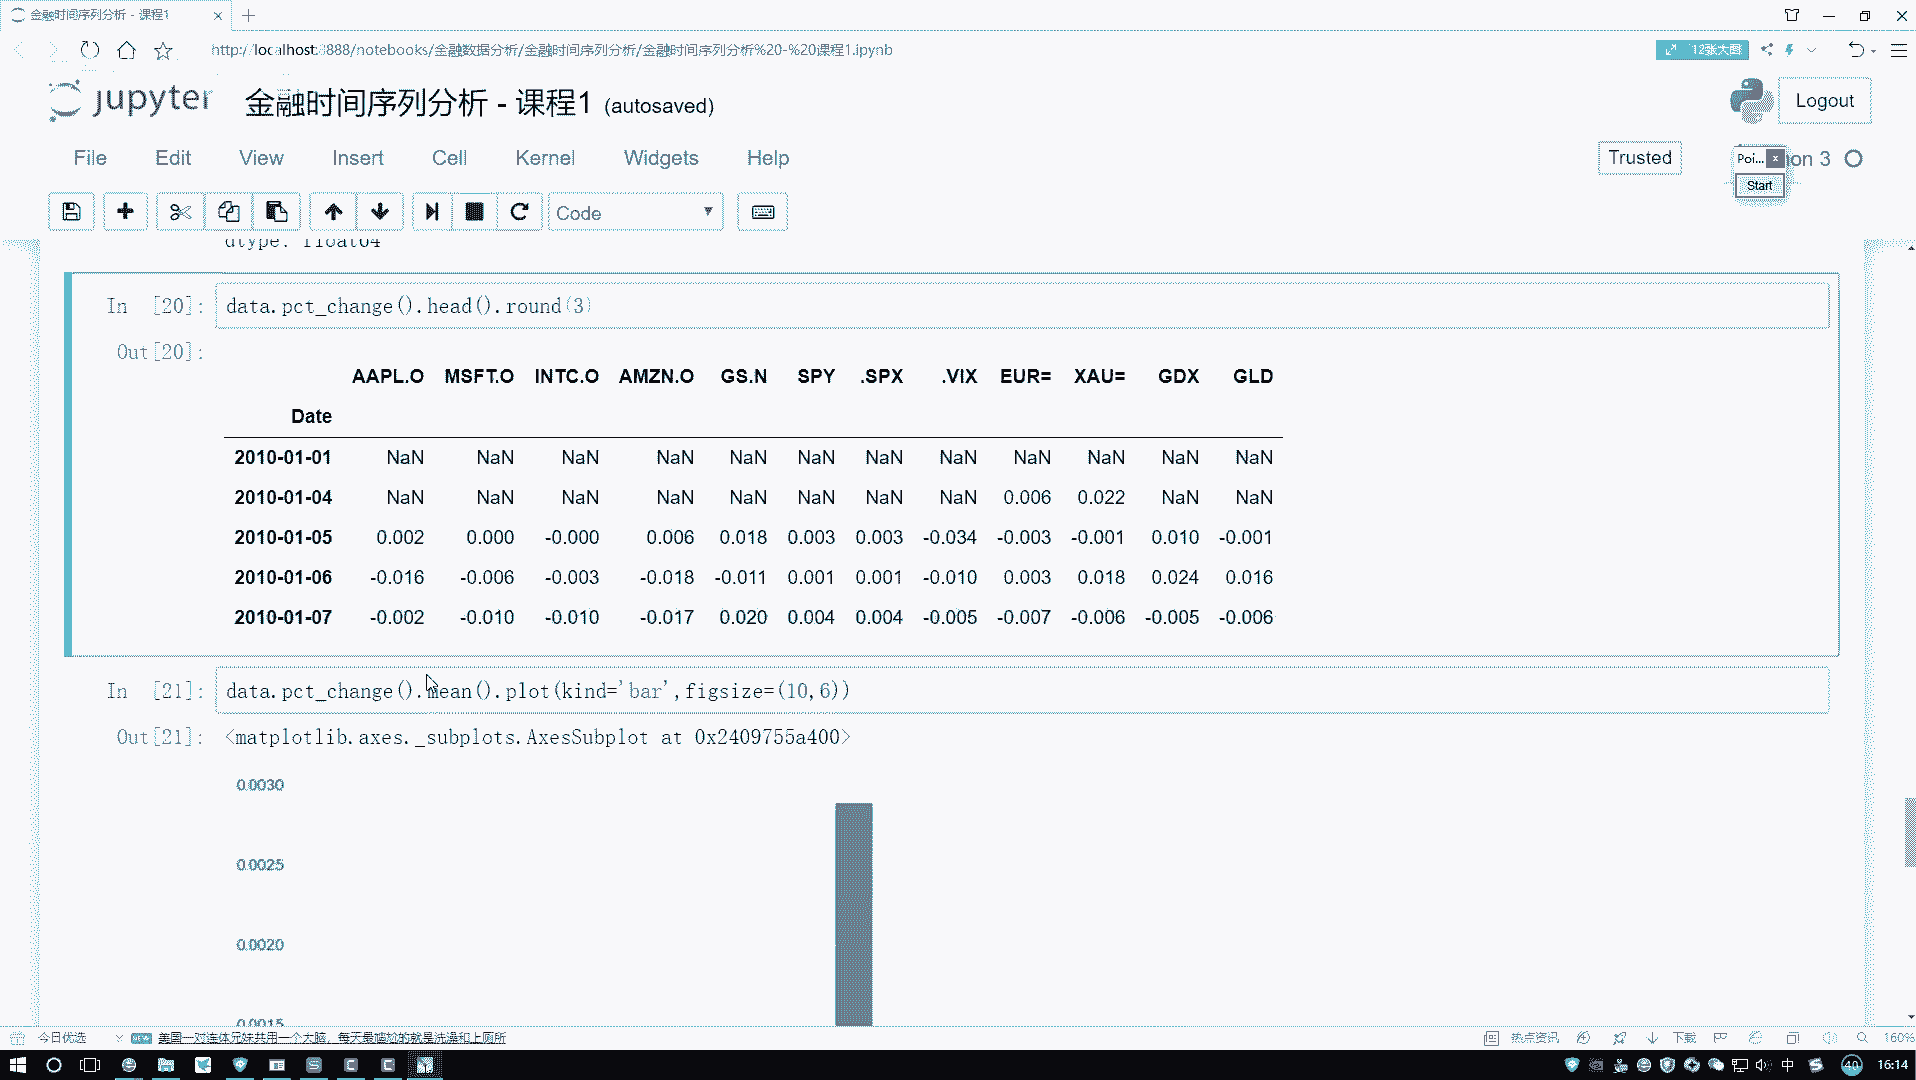 金融时间序列分析 - 课程1
http://localhost:8888/notebooks/金融数据分析/金融时间序列分析/金融时间序列分析%20-%20课程1.ipynb
12张大图
jupyter 金融时间序列分析 - 课程1 (autosaved)
Logout
File Edit View Insert Cell Kernel Widgets Help
Trusted
Poi... x on 3
Start
Code
dtype: float64
In [20]: data.pct_change().head().round(3)
Out[20]:
AAPL.O MSFT.O INTC.O AMZN.O GS.N SPY .SPX .VIX EUR= XAU= GDX GLD
Date
2010-01-01 NaN NaN NaN NaN NaN NaN NaN NaN NaN NaN NaN NaN
2010-01-04 NaN NaN NaN NaN NaN NaN NaN NaN 0.006 0.022 NaN NaN
2010-01-05 0.002 0.000 -0.000 0.006 0.018 0.003 0.003 -0.034 -0.003 -0.001 0.010 -0.001
2010-01-06 -0.016 -0.006 -0.003 -0.018 -0.011 0.001 0.001 -0.010 0.003 0.018 0.024 0.016
2010-01-07 -0.002 -0.010 -0.010 -0.017 0.020 0.004 0.004 -0.005 -0.007 -0.006 -0.005 -0.006
In [21]: data.pct_change().mean().plot(kind='bar',figsize=(10,6))
Out[21]: <matplotlib.axes._subplots.AxesSubplot at 0x2409755a400>
0.0030
0.0025
0.0020
0.0015
今日优选 NEW 美国一对连体兄妹共用一个大脑，每天最尴尬的就是洗澡和上厕所
热点资讯 下载 160%
中 40 16:14